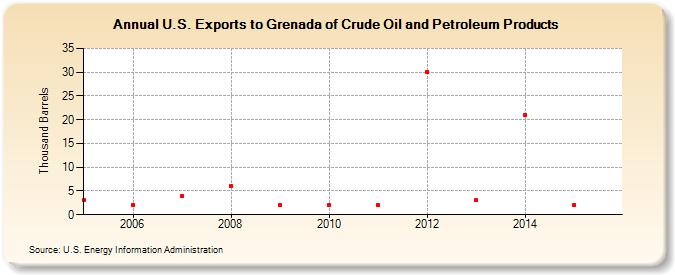 Annual U.S. Exports to Grenada of Crude Oil and Petroleum Products
Thousand Barrels
35
30
25
20
15
10
5
0
2006 2008 2010 2012 2014
Source: U.S. Energy Information Administration